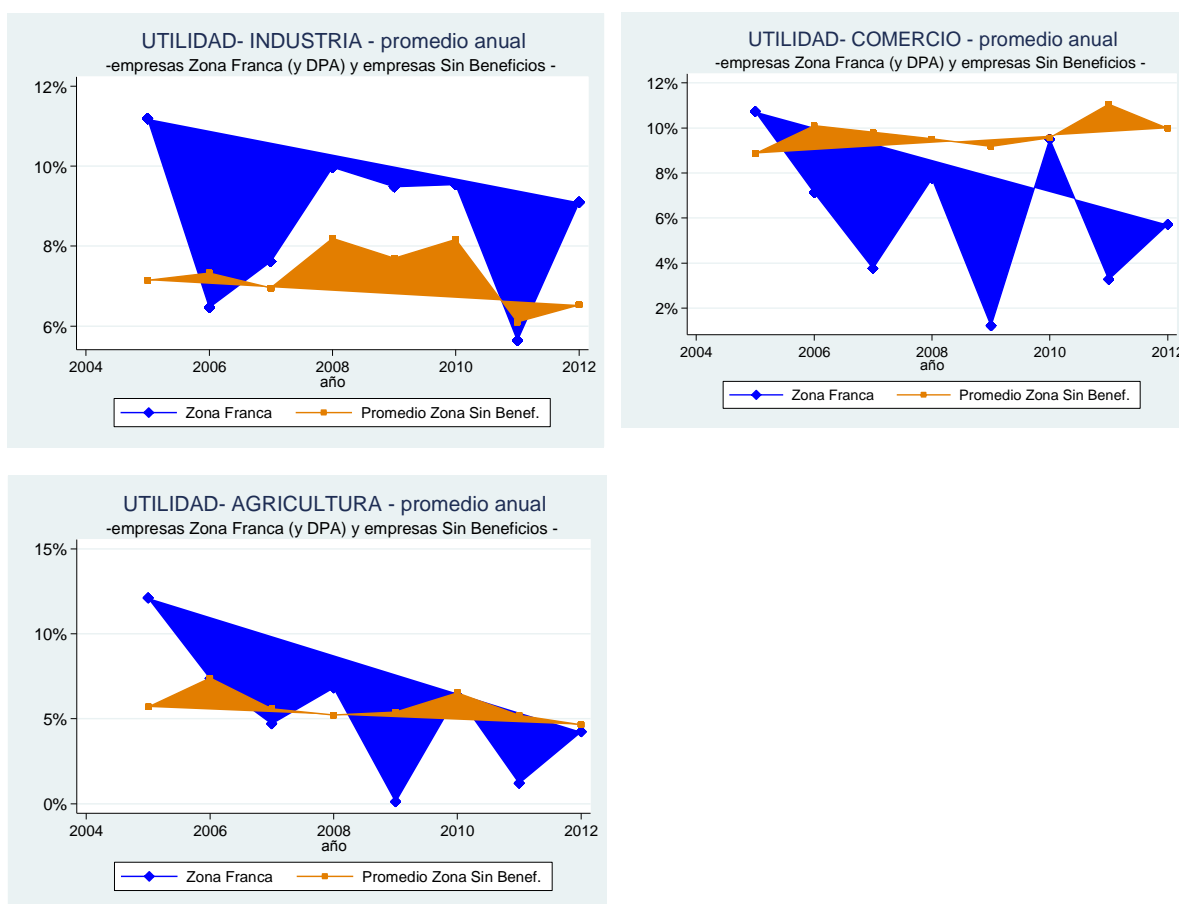 UTILIDAD- INDUSTRIA - promedio anual
-empresas Zona Franca (y DPA) y empresas Sin Beneficios -
12%
10%
8%
6%
2004 2006 2008 2010 2012
año
Zona Franca Promedio Zona Sin Benef.
UTILIDAD- COMERCIO - promedio anual
-empresas Zona Franca (y DPA) y empresas Sin Beneficios -
12%
10%
8%
6%
4%
2%
2004 2006 2008 2010 2012
año
Zona Franca Promedio Zona Sin Benef.
UTILIDAD- AGRICULTURA - promedio anual
-empresas Zona Franca (y DPA) y empresas Sin Beneficios -
15%
10%
5%
0%
2004 2006 2008 2010 2012
año
Zona Franca Promedio Zona Sin Benef.